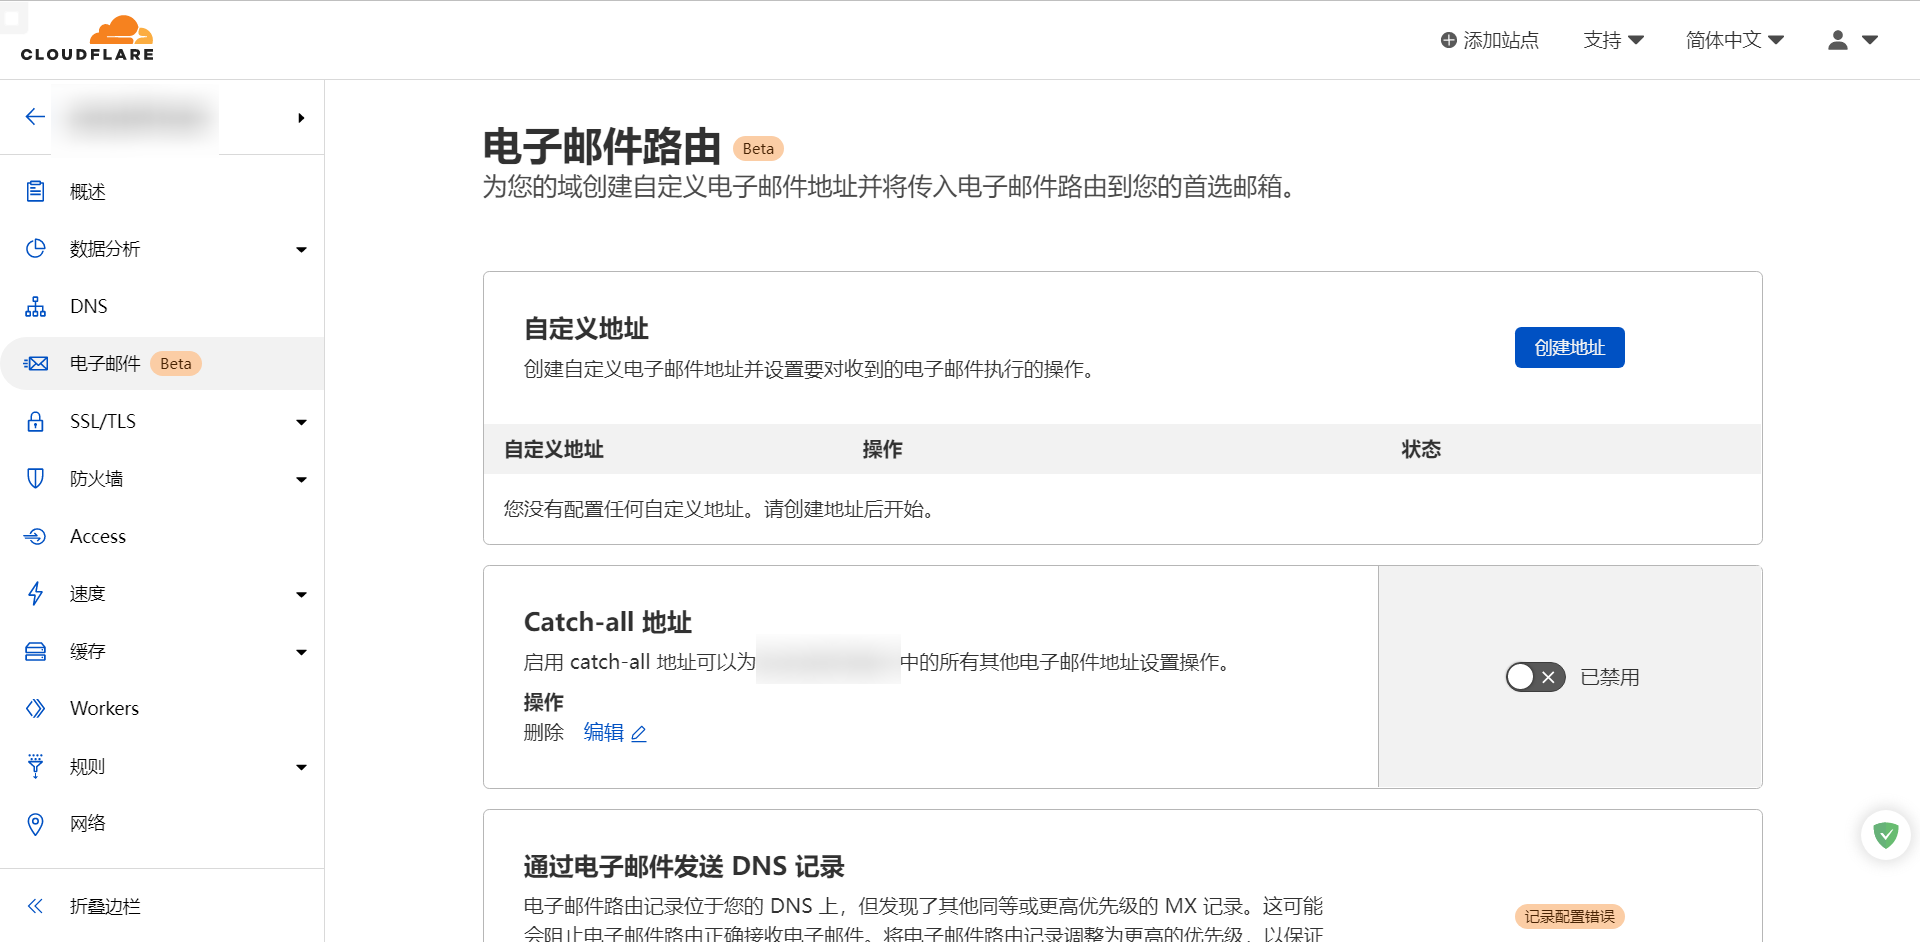 CLOUDFLARE
添加站点
支持
简体中文
概述
数据分析
DNS
电子邮件 Beta
SSL/TLS
防火墙
Access
速度
缓存
Workers
规则
网络
折叠边栏
电子邮件路由 Beta
为您的域创建自定义电子邮件地址并将传入电子邮件路由到您的首选邮箱。
自定义地址
创建自定义电子邮件地址并设置要对收到的电子邮件执行的操作。
创建地址
自定义地址 操作 状态
您没有配置任何自定义地址。请创建地址后开始。
Catch-all 地址
启用 catch-all 地址可以为 中的所有其他电子邮件地址设置操作。
操作
删除 编辑
已禁用
通过电子邮件发送 DNS 记录
电子邮件路由记录位于您的 DNS 上，但发现了其他同等或更高优先级的 MX 记录。这可能
会阻止电子邮件路由正确接收电子邮件。将电子邮件路由记录调整为更高的优先级，以保证
记录配置错误